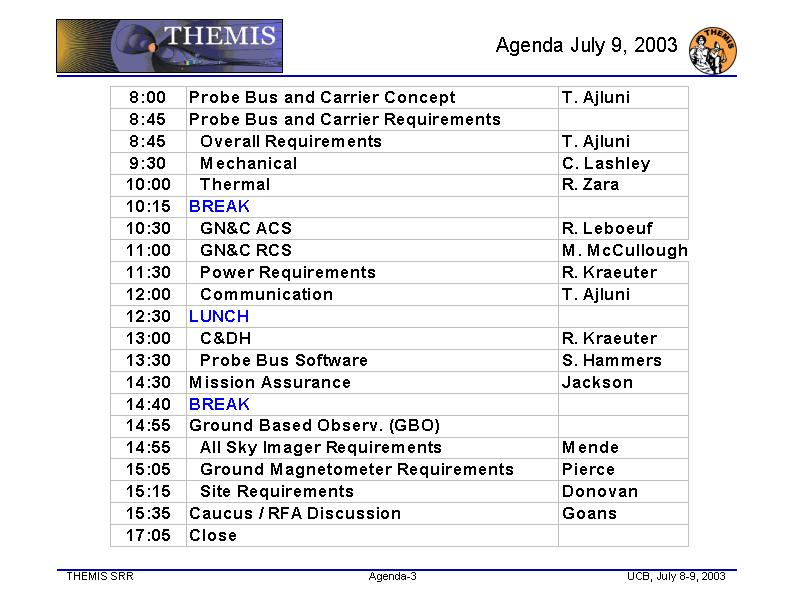 THEMIS
Agenda July 9, 2003
THEMIS
8:00 Probe Bus and Carrier Concept T. Ajluni
8:45 Probe Bus and Carrier Requirements
8:45 Overall Requirements T. Ajluni
9:30 Mechanical C. Lashley
10:00 Thermal R. Zara
10:15 BREAK
10:30 GN&C ACS R. Leboeuf
11:00 GN&C RCS M. McCullough
11:30 Power Requirements R. Kraeuter
12:00 Communication T. Ajluni
12:30 LUNCH
13:00 C&DH R. Kraeuter
13:30 Probe Bus Software S. Hammers
14:30 Mission Assurance Jackson
14:40 BREAK
14:55 Ground Based Observ. (GBO)
14:55 All Sky Imager Requirements Mende
15:05 Ground Magnetometer Requirements Pierce
15:15 Site Requirements Donovan
15:35 Caucus / RFA Discussion Goans
17:05 Close
THEMIS SRR Agenda-3 UCB, July 8-9, 2003